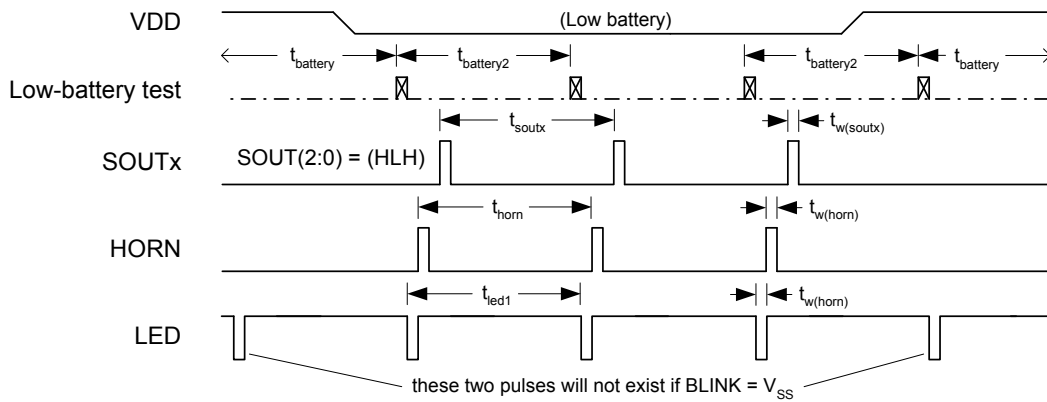 VDD
(Low battery)
t_battery t_battery2 t_battery2 t_battery
Low-battery test
t_soutx t_w(soutx)
SOUTx SOUT(2:0) = (HLH)
t_horn t_w(horn)
HORN
t_led1 t_w(horn)
LED
these two pulses will not exist if BLINK = V_SS